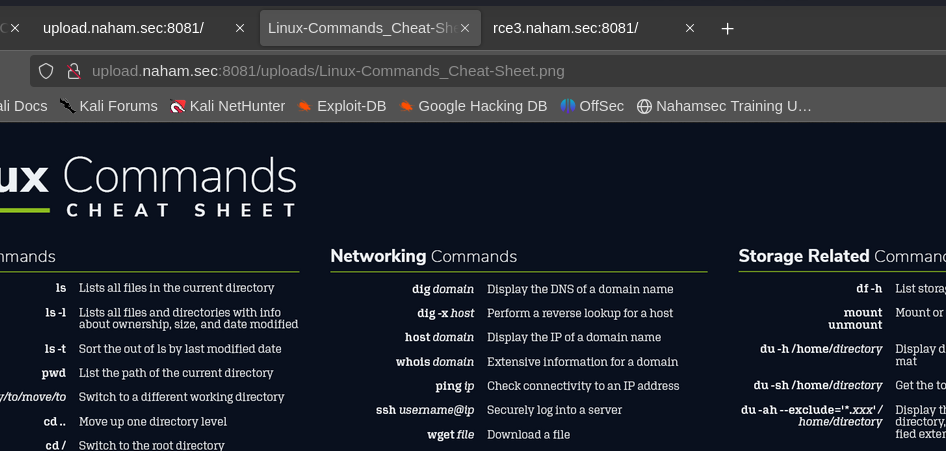 upload.naham.sec:8081/ Linux-Commands_Cheat-She rce3.naham.sec:8081/
upload.naham.sec:8081/uploads/Linux-Commands_Cheat-Sheet.png
ali Docs Kali Forums Kali NetHunter Exploit-DB Google Hacking DB OffSec Nahamsec Training U…
ux Commands
CHEAT SHEET
mmands
ls Lists all files in the current directory
ls -l Lists all files and directories with info
about ownership, size, and date modified
ls -t Sort the out of ls by last modified date
pwd List the path of the current directory
y/to/move/to Switch to a different working directory
cd .. Move up one directory level
cd / Switch to the root directory
Networking Commands
dig domain Display the DNS of a domain name
dig -x host Perform a reverse lookup for a host
host domain Display the IP of a domain name
whois domain Extensive information for a domain
ping ip Check connectivity to an IP address
ssh username@ip Securely log into a server
wget file Download a file
Storage Related Comman
df -h List stora
mount Mount or
unmount
du -h /home/directory Display d
mat
du -sh /home/directory Get the to
du -ah --exclude='*.xxx' / Display th
home/directory directory,
fied exten